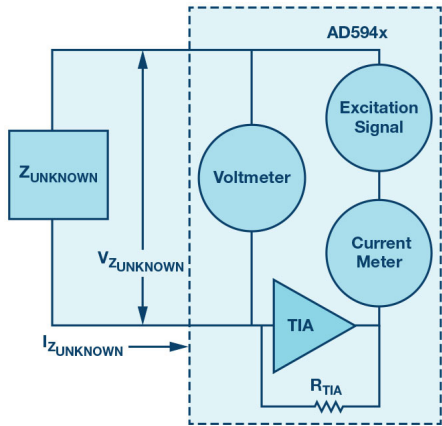 AD594x
Excitation
Signal
ZUNKNOWN
Voltmeter
VZUNKNOWN
Current
Meter
IZUNKNOWN
TIA
RTIA